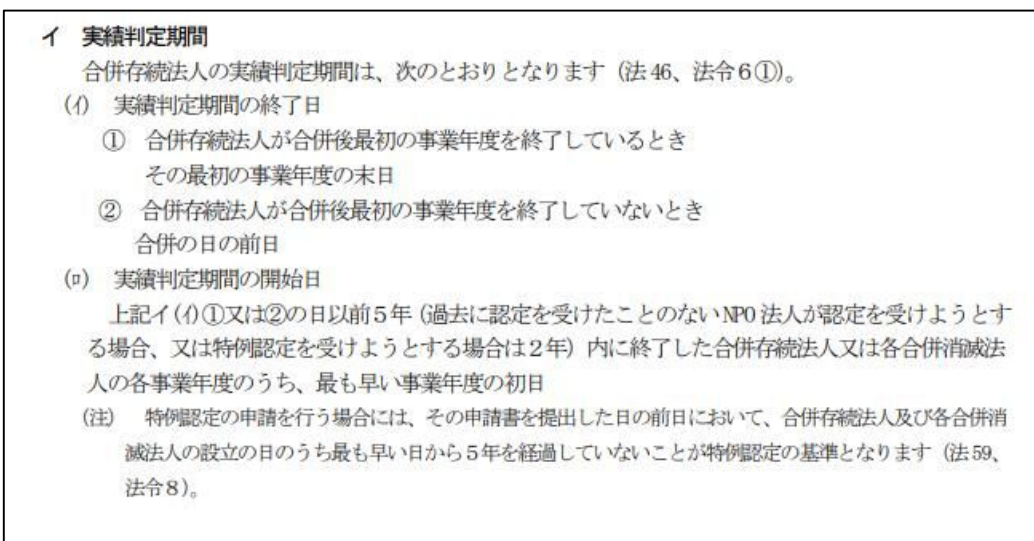 イ 実績判定期間
合併存続法人の実績判定期間は、次のとおりとなります（法46、法令6①）。
(ｲ) 実績判定期間の終了日
① 合併存続法人が合併後最初の事業年度を終了しているとき
その最初の事業年度の末日
② 合併存続法人が合併後最初の事業年度を終了していないとき
合併の日の前日
(ﾛ) 実績判定期間の開始日
上記イ(ｲ)①又は②の日以前５年（過去に認定を受けたことのないNPO法人が認定を受けようとす
る場合、又は特例認定を受けようとする場合は２年）内に終了した合併存続法人又は各合併消滅法
人の各事業年度のうち、最も早い事業年度の初日
(注) 特例認定の申請を行う場合には、その申請書を提出した日の前日において、合併存続法人及び各合併消
滅法人の設立の日のうち最も早い日から５年を経過していないことが特例認定の基準となります（法59、
法令８）。